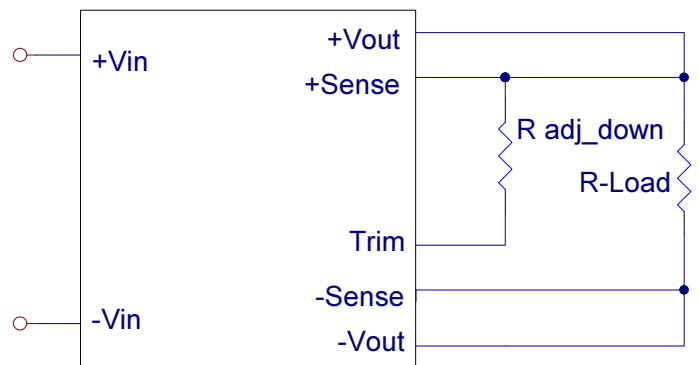 +Vout
+Vin
+Sense
R adj_down
R-Load
Trim
-Sense
-Vin
-Vout